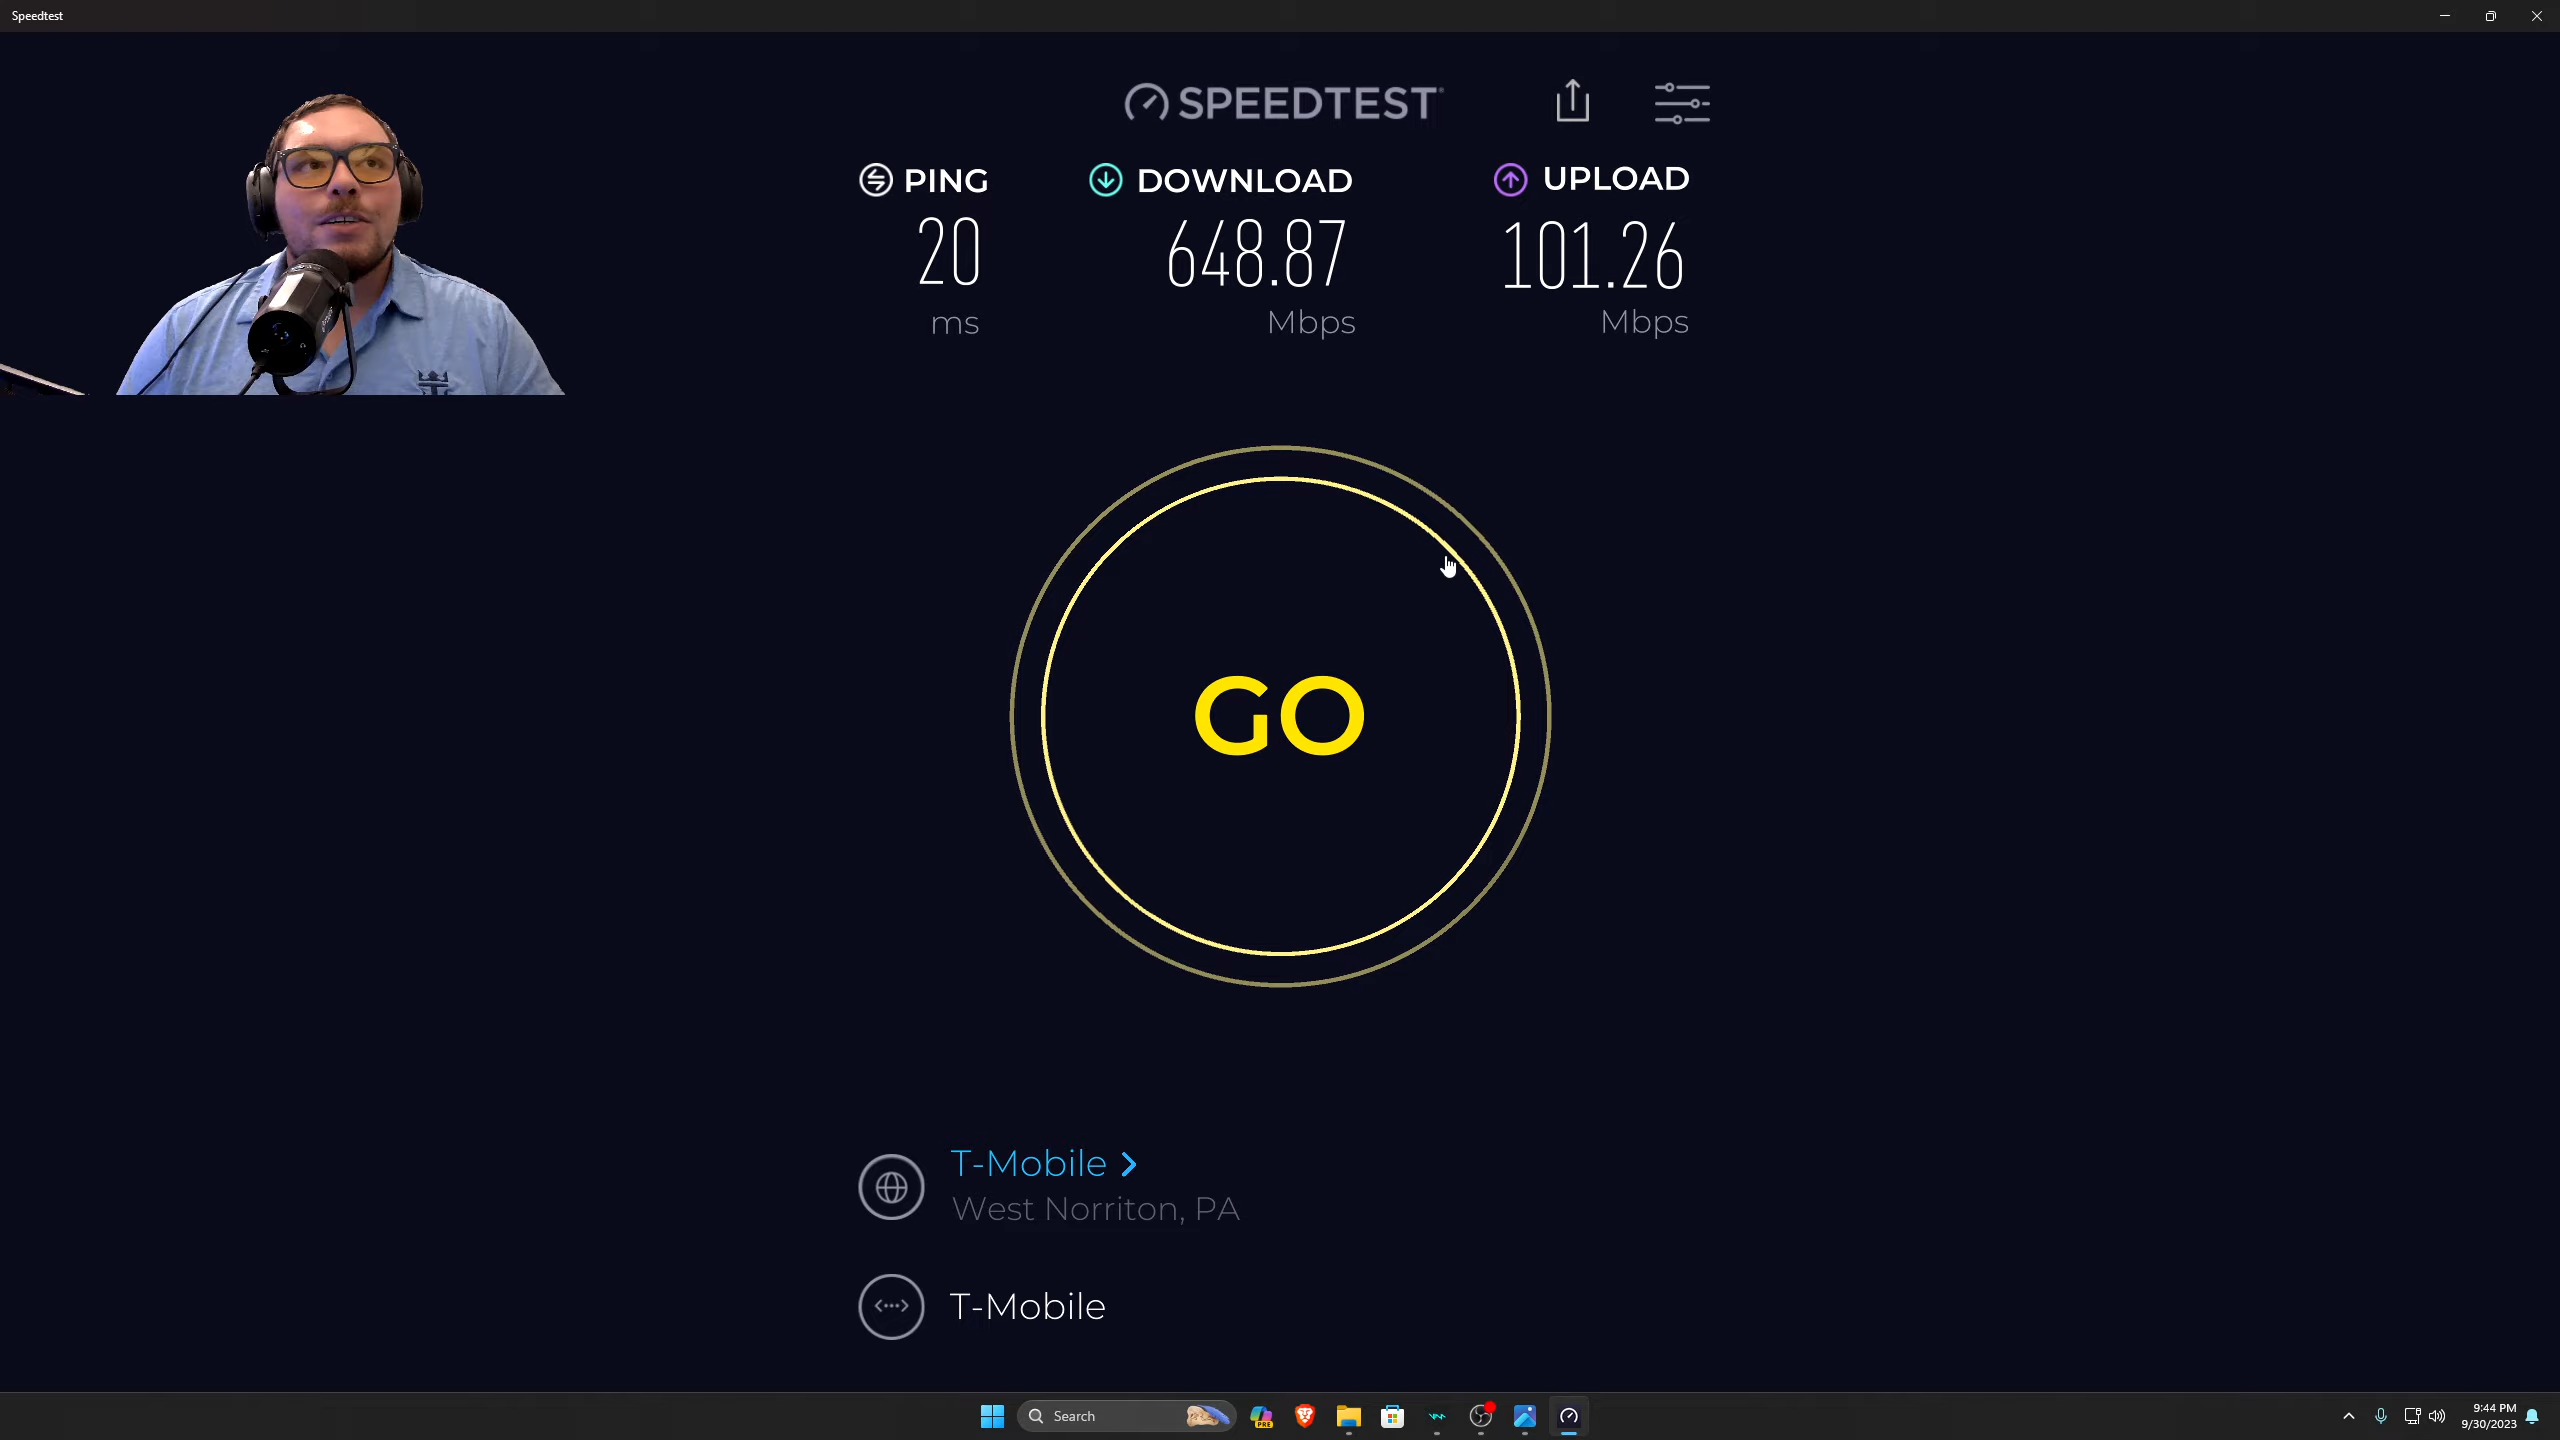 Speedtest
SPEEDTEST
PING DOWNLOAD UPLOAD
20 648.87 101.26
ms Mbps Mbps
GO
T-Mobile
West Norriton, PA
T-Mobile
Search
PRE
9:44 PM
9/30/2023